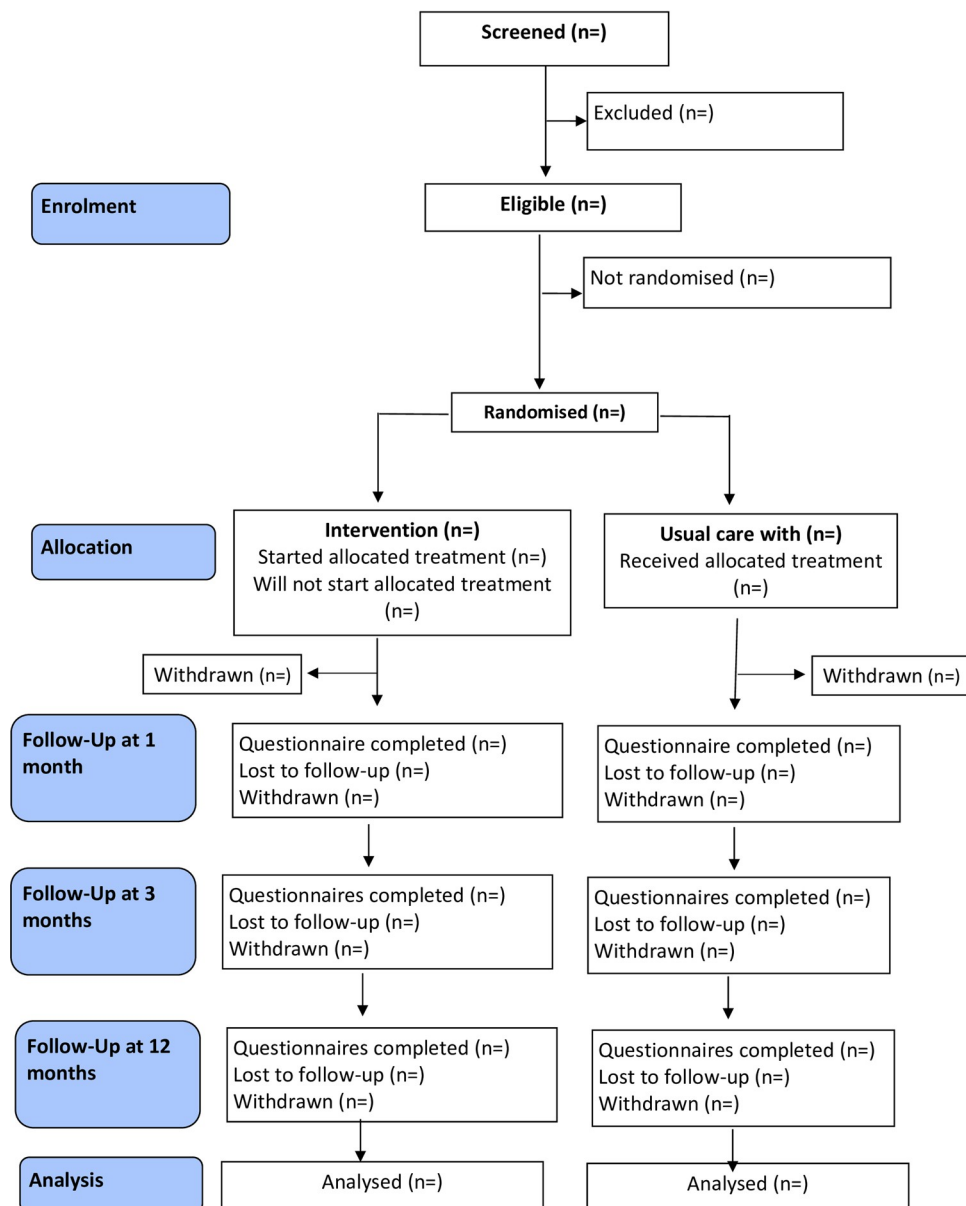 Screened (n=)
Excluded (n=)
Enrolment
Eligible (n=)
Not randomised (n=)
Randomised (n=)
Allocation
Intervention (n=)
Started allocated treatment (n=)
Will not start allocated treatment
(n=)
Usual care with (n=)
Received allocated treatment
(n=)
Withdrawn (n=)
Withdrawn (n=)
Follow-Up at 1
month
Questionnaire completed (n=)
Lost to follow-up (n=)
Withdrawn (n=)
Questionnaire completed (n=)
Lost to follow-up (n=)
Withdrawn (n=)
Follow-Up at 3
months
Questionnaires completed (n=)
Lost to follow-up (n=)
Withdrawn (n=)
Questionnaires completed (n=)
Lost to follow-up (n=)
Withdrawn (n=)
Follow-Up at 12
months
Questionnaires completed (n=)
Lost to follow-up (n=)
Withdrawn (n=)
Questionnaires completed (n=)
Lost to follow-up (n=)
Withdrawn (n=)
Analysis
Analysed (n=)
Analysed (n=)